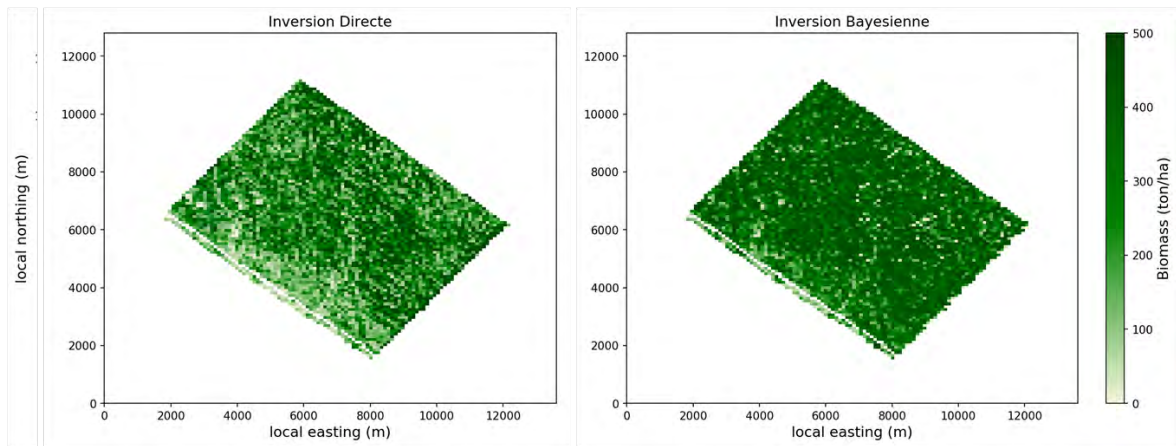 Inversion Directe
Inversion Bayesienne
local northing (m)
12000
10000
8000
6000
4000
2000
0
0 2000 4000 6000 8000 10000 12000
local easting (m)
12000
10000
8000
6000
4000
2000
0
0 2000 4000 6000 8000 10000 12000
local easting (m)
500
400
300
200
100
0
Biomass (ton/ha)